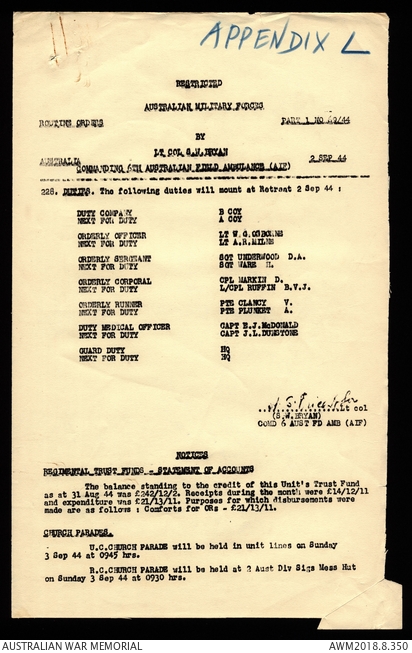 APPENDIX L
RESTRICTED
AUSTRALIAN MILITARY FORCES
ROUTINE ORDERS PART 1 NO 42/44
BY
LT COL S.W. BRYAN
AUSTRALIA 2 SEP 44
COMMANDING 6TH AUSTRALIAN FIELD AMBULANCE (AIF)
228. DUTIES. The following duties will mount at Retreat 2 Sep 44 :
DUTY COMPANY B COY
NEXT FOR DUTY A COY
ORDERLY OFFICER LT W.G. OSBORNE
NEXT FOR DUTY LT A.R. MILNE
ORDERLY SERGEANT SGT UNDERWOOD D.A.
NEXT FOR DUTY SGT WARE H.
ORDERLY CORPORAL CPL MARKIN D.
NEXT FOR DUTY L/CPL RUFFIN B.V.J.
ORDERLY RUNNER PTE CLANCY V.
NEXT FOR DUTY PTE PLUNKET A.
DUTY MEDICAL OFFICER CAPT E.J. McDONALD
NEXT FOR DUTY CAPT J.L. DUNSTONE
GUARD DUTY HQ
NEXT FOR DUTY HQ
Lt col
(S.W. BRYAN)
COMD 6 AUST FD AMB (AIF)
NOTICES
REGIMENTAL TRUST FUNDS - STATEMENT OF ACCOUNTS
The balance standing to the credit of this Unit's Trust Fund
as at 31 Aug 44 was £242/12/2. Receipts during the month were £14/12/11
and expenditure was £21/13/11. Purposes for which disbursements were
made are as follows : Comforts for ORs - £21/13/11.
CHURCH PARADES.
U.C. CHURCH PARADE will be held in unit lines on Sunday
3 Sep 44 at 0945 hrs.
R.C. CHURCH PARADE will be held at 2 Aust Div Sigs Mess Hut
on Sunday 3 Sep 44 at 0930 hrs.
AUSTRALIAN WAR MEMORIAL AWM2018.8.350